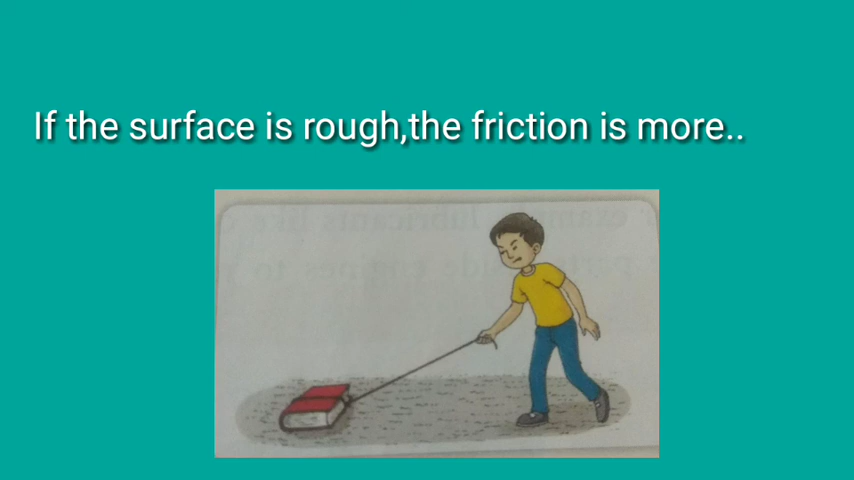 If the surface is rough,the friction is more..